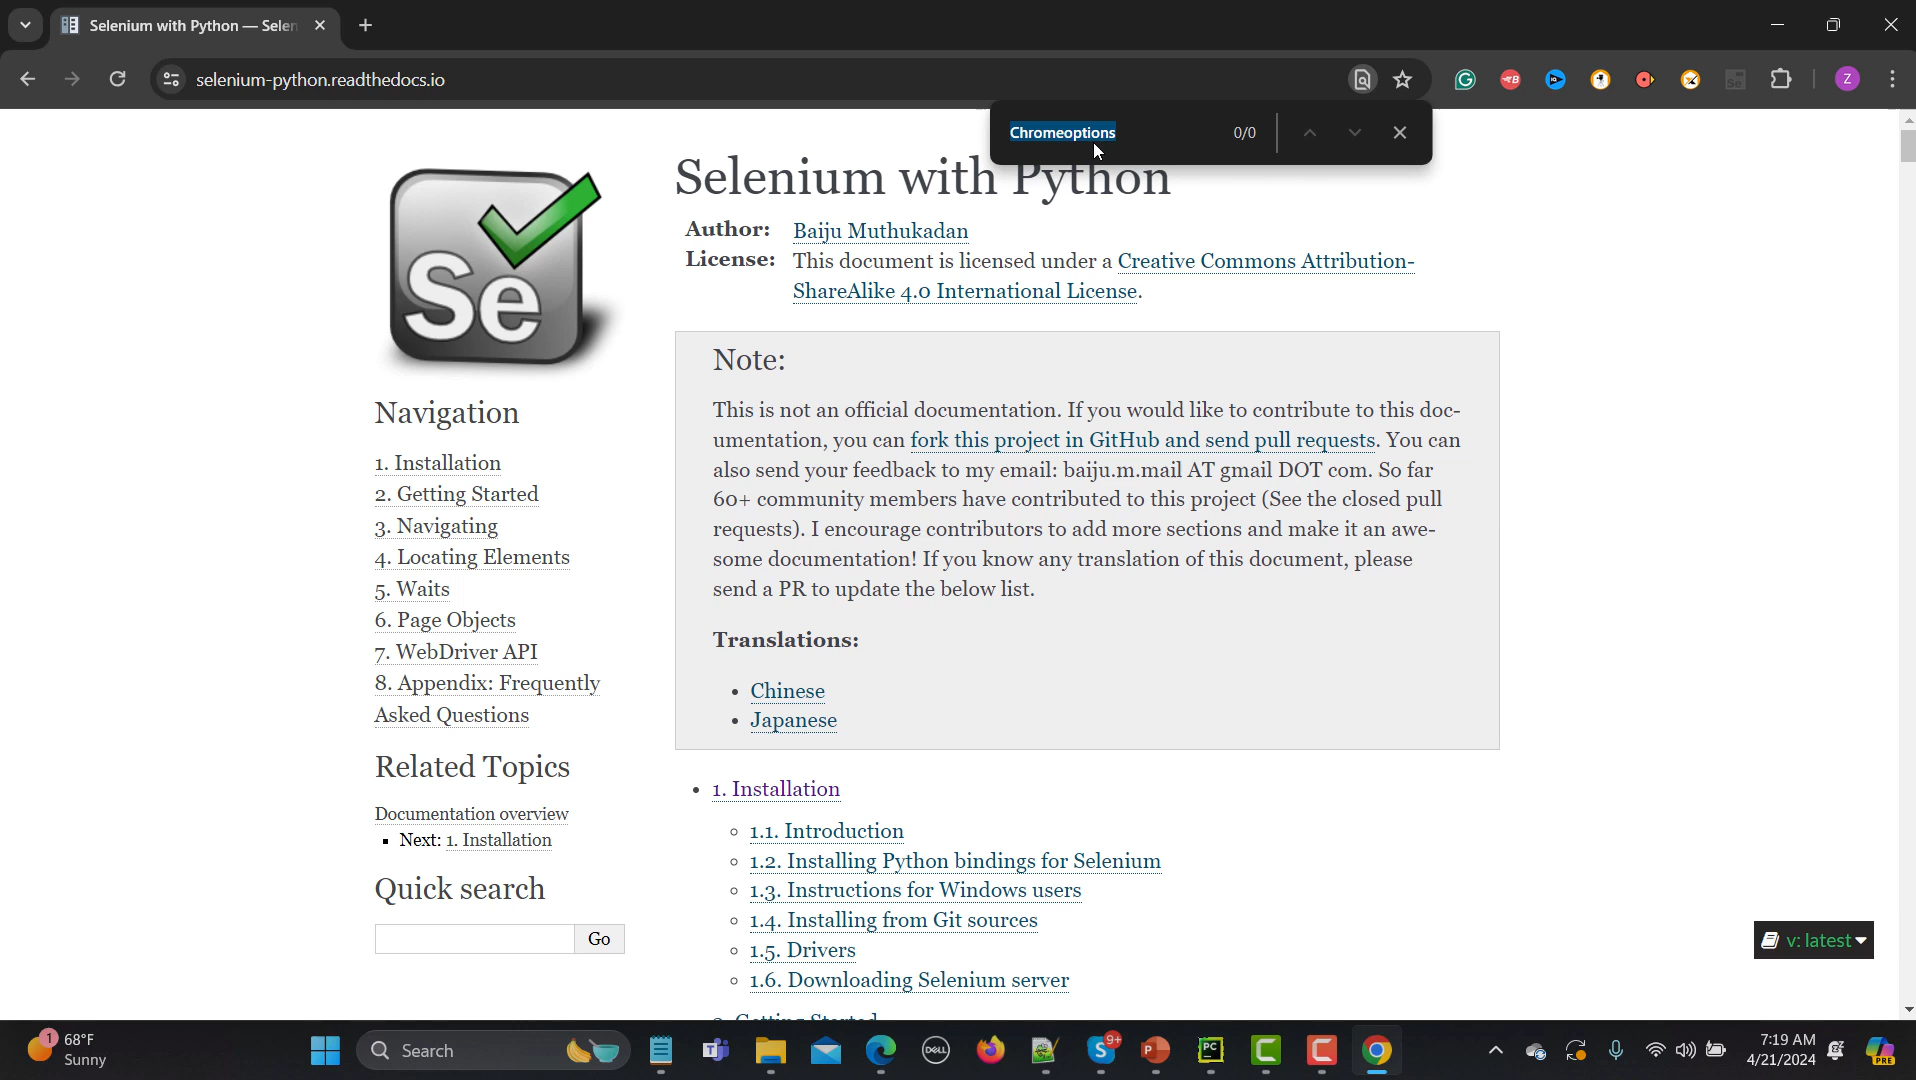 Selenium with Python — Selen
selenium-python.readthedocs.io
Chromeoptions 0/0
Z
Selenium with Python
Author: Baiju Muthukadan
License: This document is licensed under a Creative Commons Attribution-
ShareAlike 4.0 International License.
Se
Note:
This is not an official documentation. If you would like to contribute to this doc-
umentation, you can fork this project in GitHub and send pull requests. You can
also send your feedback to my email: baiju.m.mail AT gmail DOT com. So far
60+ community members have contributed to this project (See the closed pull
requests). I encourage contributors to add more sections and make it an awe-
some documentation! If you know any translation of this document, please
send a PR to update the below list.
Translations:
Chinese
Japanese
Navigation
1. Installation
2. Getting Started
3. Navigating
4. Locating Elements
5. Waits
6. Page Objects
7. WebDriver API
8. Appendix: Frequently
Asked Questions
Related Topics
Documentation overview
Next: 1. Installation
Quick search
Go
1. Installation
1.1. Introduction
1.2. Installing Python bindings for Selenium
1.3. Instructions for Windows users
1.4. Installing from Git sources
1.5. Drivers
1.6. Downloading Selenium server
v: latest
1
68°F
Sunny
Search
DELL
9+
7:19 AM
4/21/2024
PRE